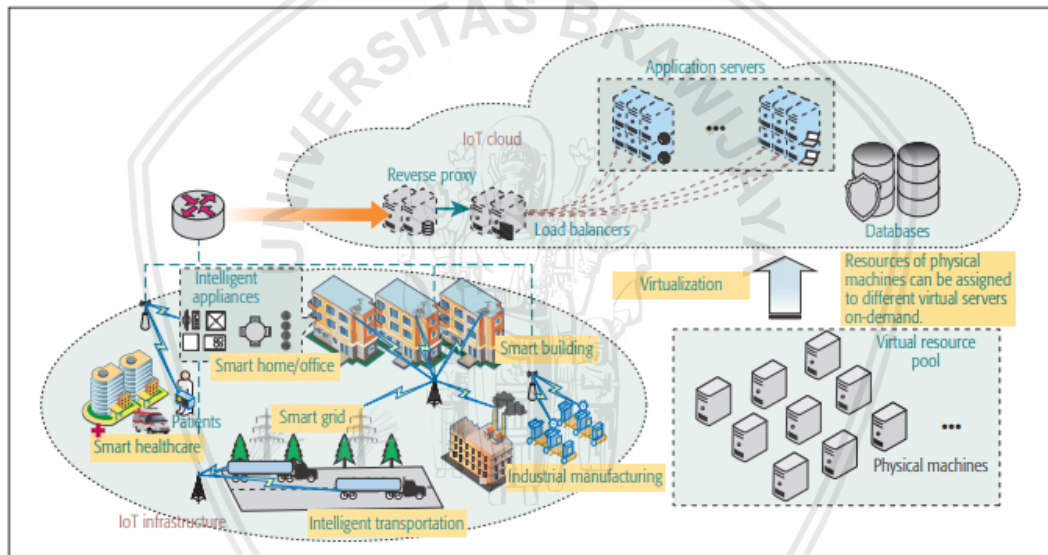 UNIVERSITAS BRAWIJAYA
Application servers
IoT cloud
Reverse proxy
Load balancers
Databases
Intelligent
appliances
Virtualization
Resources of physical
machines can be assigned
to different virtual servers
on-demand.
Smart building
Virtual resource
pool
Smart home/office
Smart grid
Patients
Smart healthcare
Industrial manufacturing
Physical machines
IoT infrastructure
Intelligent transportation